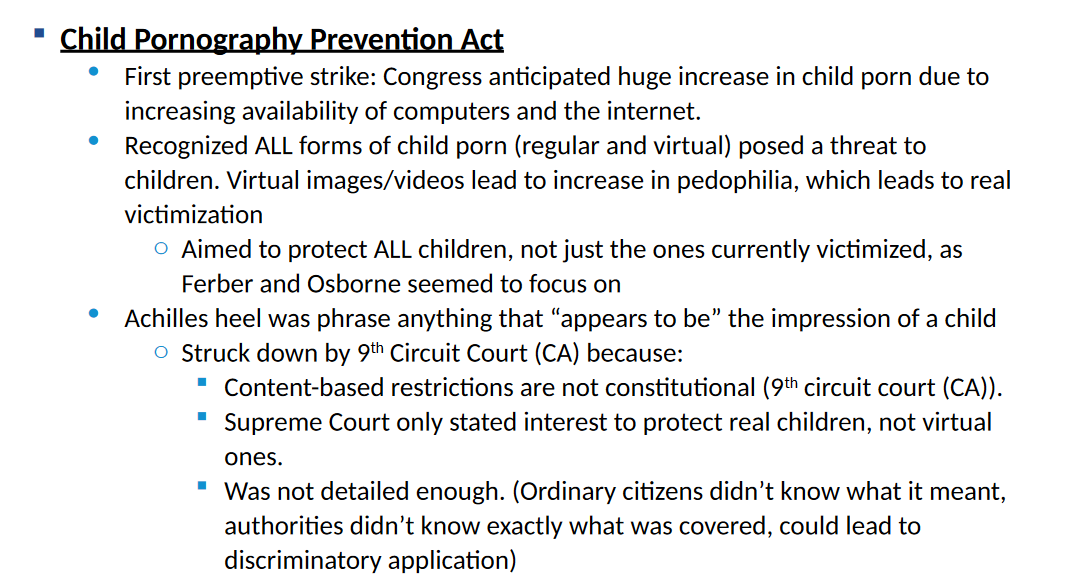 Child Pornography Prevention Act
First preemptive strike: Congress anticipated huge increase in child porn due to
increasing availability of computers and the internet.
Recognized ALL forms of child porn (regular and virtual) posed a threat to
children. Virtual images/videos lead to increase in pedophilia, which leads to real
victimization
Aimed to protect ALL children, not just the ones currently victimized, as
Ferber and Osborne seemed to focus on
Achilles heel was phrase anything that “appears to be” the impression of a child
Struck down by 9th Circuit Court (CA) because:
Content-based restrictions are not constitutional (9th circuit court (CA)).
Supreme Court only stated interest to protect real children, not virtual
ones.
Was not detailed enough. (Ordinary citizens didn’t know what it meant,
authorities didn’t know exactly what was covered, could lead to
discriminatory application)